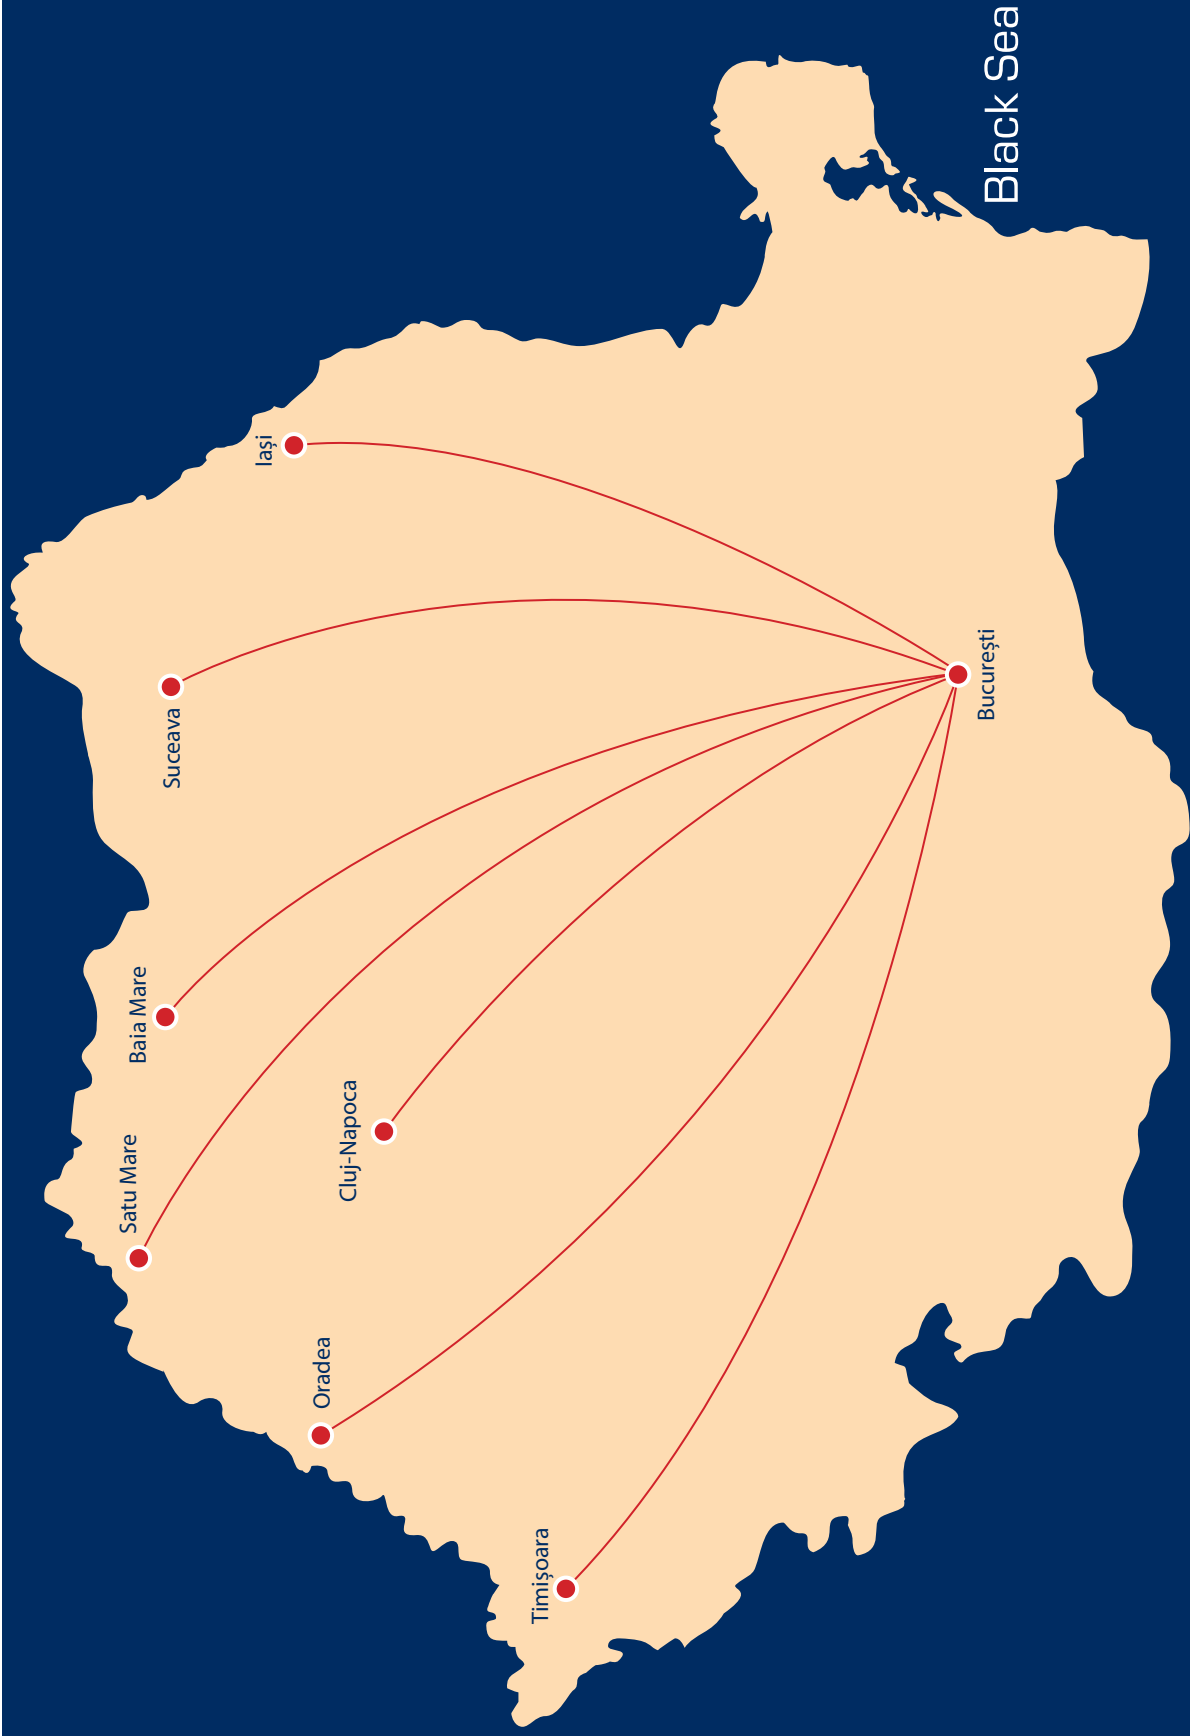 Satu Mare
Baia Mare
Suceava
Iași
Oradea
Cluj-Napoca
Timișoara
București
Black Sea